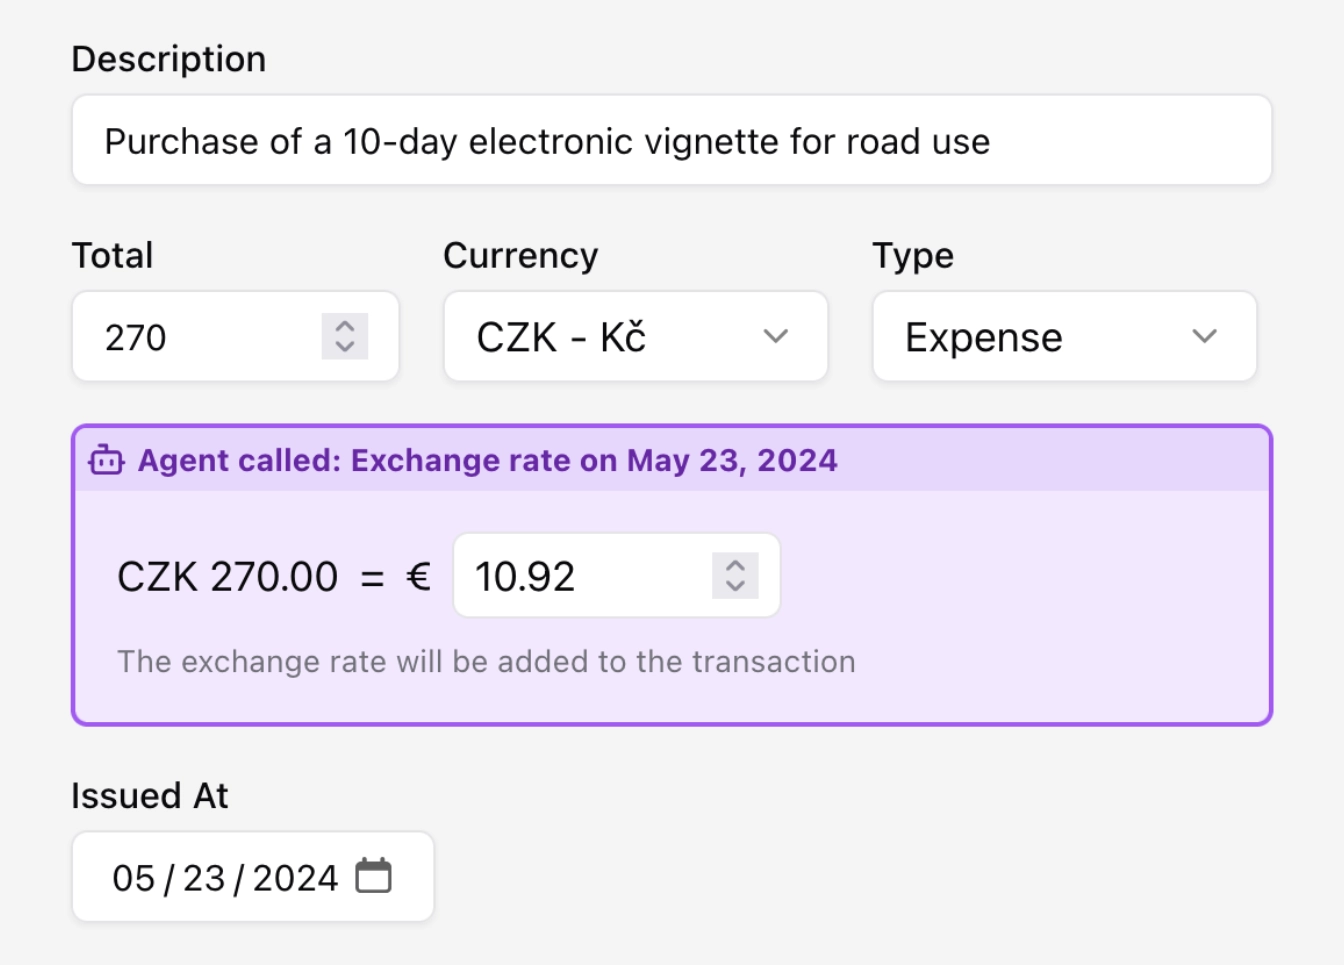 Description
Purchase of a 10-day electronic vignette for road use
Total Currency Type
270 CZK - Kč Expense
Agent called: Exchange rate on May 23, 2024
CZK 270.00 = € 10.92
The exchange rate will be added to the transaction
Issued At
05/23/2024